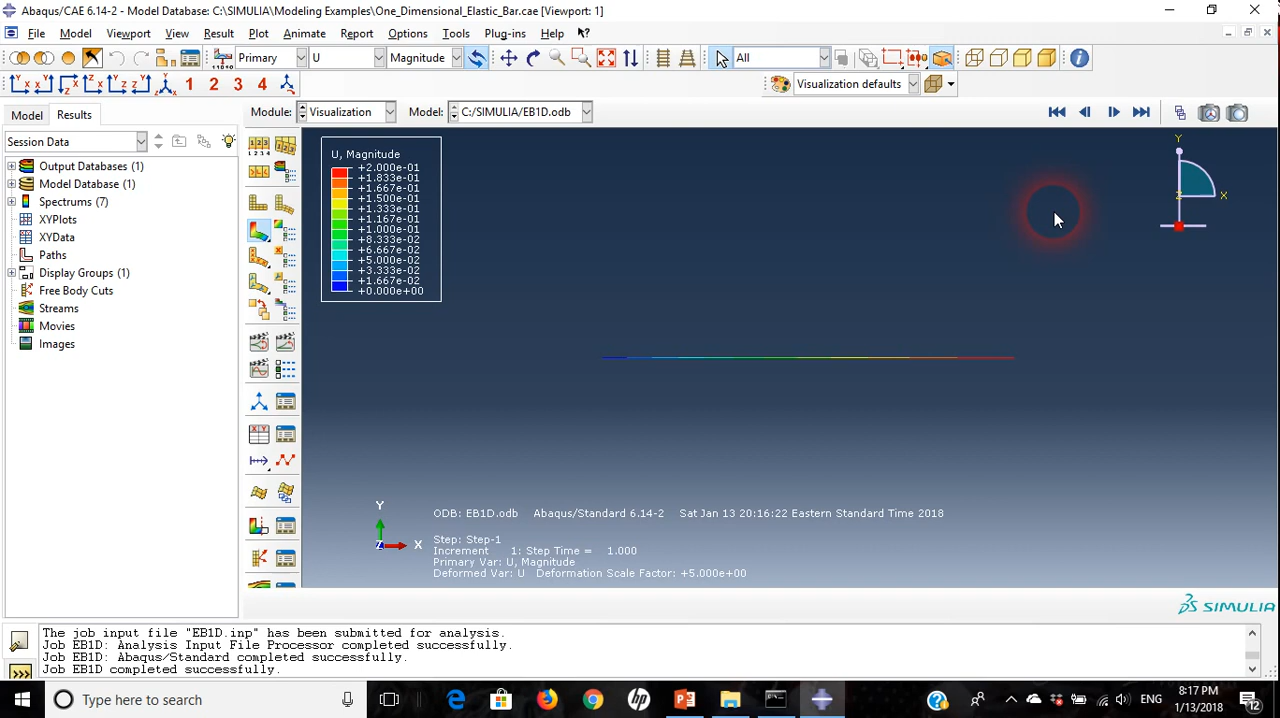 Abaqus/CAE 6.14-2 - Model Database: C:\SIMULIA\Modeling Examples\One_Dimensional_Elastic_Bar.cae [Viewport: 1]
File Model Viewport View Result Plot Animate Report Options Tools Plug-ins Help
Primary U Magnitude All
1 2 3 4 Visualization defaults
Model Results Module: Visualization Model: C:/SIMULIA/EB1D.odb
Session Data
Output Databases (1)
Model Database (1)
Spectrums (7)
XYPlots
XYData
Paths
Display Groups (1)
Free Body Cuts
Streams
Movies
Images
U, Magnitude
+2.000e-01
+1.833e-01
+1.667e-01
+1.500e-01
+1.333e-01
+1.167e-01
+1.000e-01
+8.333e-02
+6.667e-02
+5.000e-02
+3.333e-02
+1.667e-02
+0.000e+00
Y
Z X
Y
Z X
ODB: EB1D.odb Abaqus/Standard 6.14-2 Sat Jan 13 20:16:22 Eastern Standard Time 2018
Step: Step-1
Increment 1: Step Time = 1.000
Primary Var: U, Magnitude
Deformed Var: U Deformation Scale Factor: +5.000e+00
SIMULIA
The job input file "EB1D.inp" has been submitted for analysis.
Job EB1D: Analysis Input File Processor completed successfully.
Job EB1D: Abaqus/Standard completed successfully.
Job EB1D completed successfully.
>>>
Type here to search
ENG
8:17 PM
1/13/2018
12